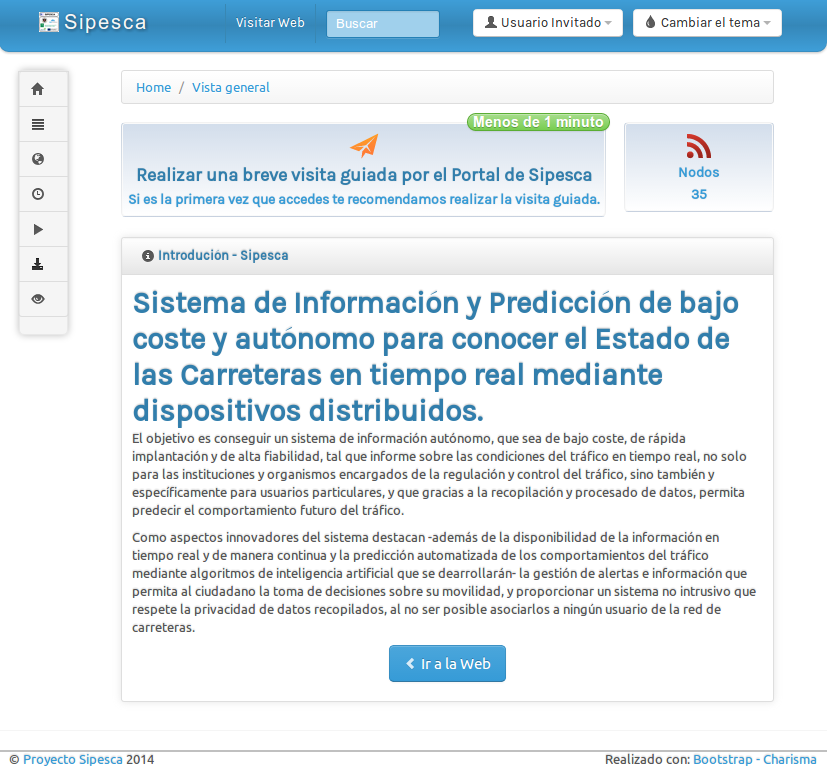 Sipesca
Visitar Web
Buscar
Usuario Invitado
Cambiar el tema
Home / Vista general
Menos de 1 minuto
Realizar una breve visita guiada por el Portal de Sipesca
Si es la primera vez que accedes te recomendamos realizar la visita guiada.
Nodos
35
Introdución - Sipesca
Sistema de Información y Predicción de bajo
coste y autónomo para conocer el Estado de
las Carreteras en tiempo real mediante
dispositivos distribuidos.
El objetivo es conseguir un sistema de información autónomo, que sea de bajo coste, de rápida
implantación y de alta fiabilidad, tal que informe sobre las condiciones del tráfico en tiempo real, no solo
para las instituciones y organismos encargados de la regulación y control del tráfico, sino también y
específicamente para usuarios particulares, y que gracias a la recopilación y procesado de datos, permita
predecir el comportamiento futuro del tráfico.
Como aspectos innovadores del sistema destacan -además de la disponibilidad de la información en
tiempo real y de manera continua y la predicción automatizada de los comportamientos del tráfico
mediante algoritmos de inteligencia artificial que se dearrollarán- la gestión de alertas e información que
permita al ciudadano la toma de decisiones sobre su movilidad, y proporcionar un sistema no intrusivo que
respete la privacidad de datos recopilados, al no ser posible asociarlos a ningún usuario de la red de
carreteras.
Ir a la Web
© Proyecto Sipesca 2014
Realizado con: Bootstrap - Charisma